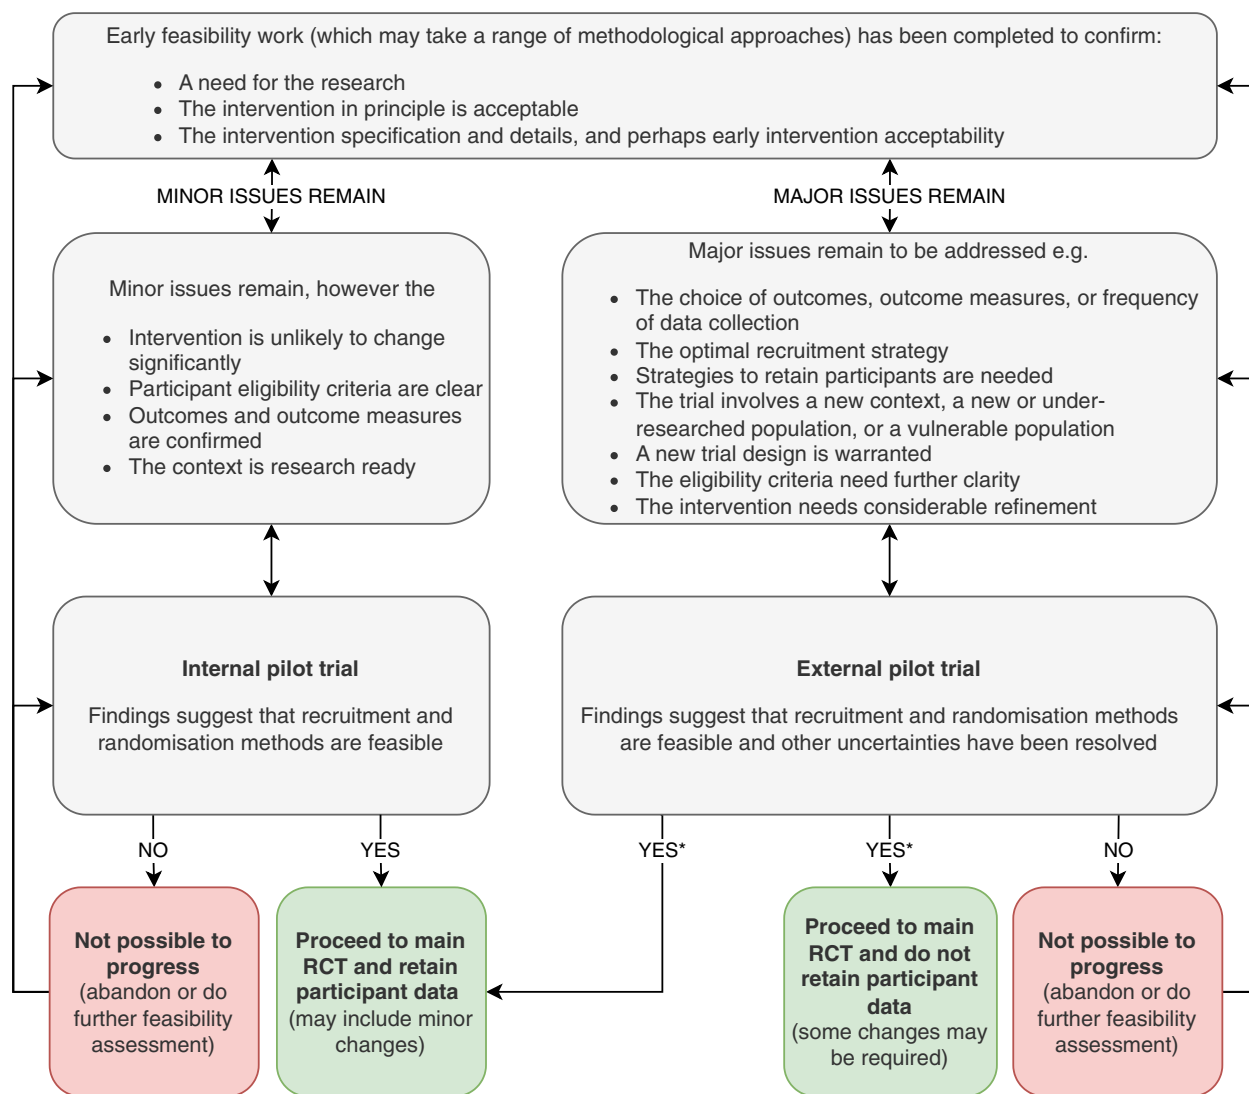 Early feasibility work (which may take a range of methodological approaches) has been completed to confirm:
• A need for the research
• The intervention in principle is acceptable
• The intervention specification and details, and perhaps early intervention acceptability
MINOR ISSUES REMAIN
MAJOR ISSUES REMAIN
Minor issues remain, however the
• Intervention is unlikely to change
significantly
• Participant eligibility criteria are clear
• Outcomes and outcome measures
are confirmed
• The context is research ready
Major issues remain to be addressed e.g.
• The choice of outcomes, outcome measures, or frequency
of data collection
• The optimal recruitment strategy
• Strategies to retain participants are needed
• The trial involves a new context, a new or under-
researched population, or a vulnerable population
• A new trial design is warranted
• The eligibility criteria need further clarity
• The intervention needs considerable refinement
Internal pilot trial
Findings suggest that recruitment and
randomisation methods are feasible
External pilot trial
Findings suggest that recruitment and randomisation methods
are feasible and other uncertainties have been resolved
NO
YES
YES*
YES*
NO
Not possible to
progress
(abandon or do
further feasibility
assessment)
Proceed to main
RCT and retain
participant data
(may include minor
changes)
Proceed to main
RCT and do not
retain participant
data
(some changes may
be required)
Not possible to
progress
(abandon or do
further feasibility
assessment)